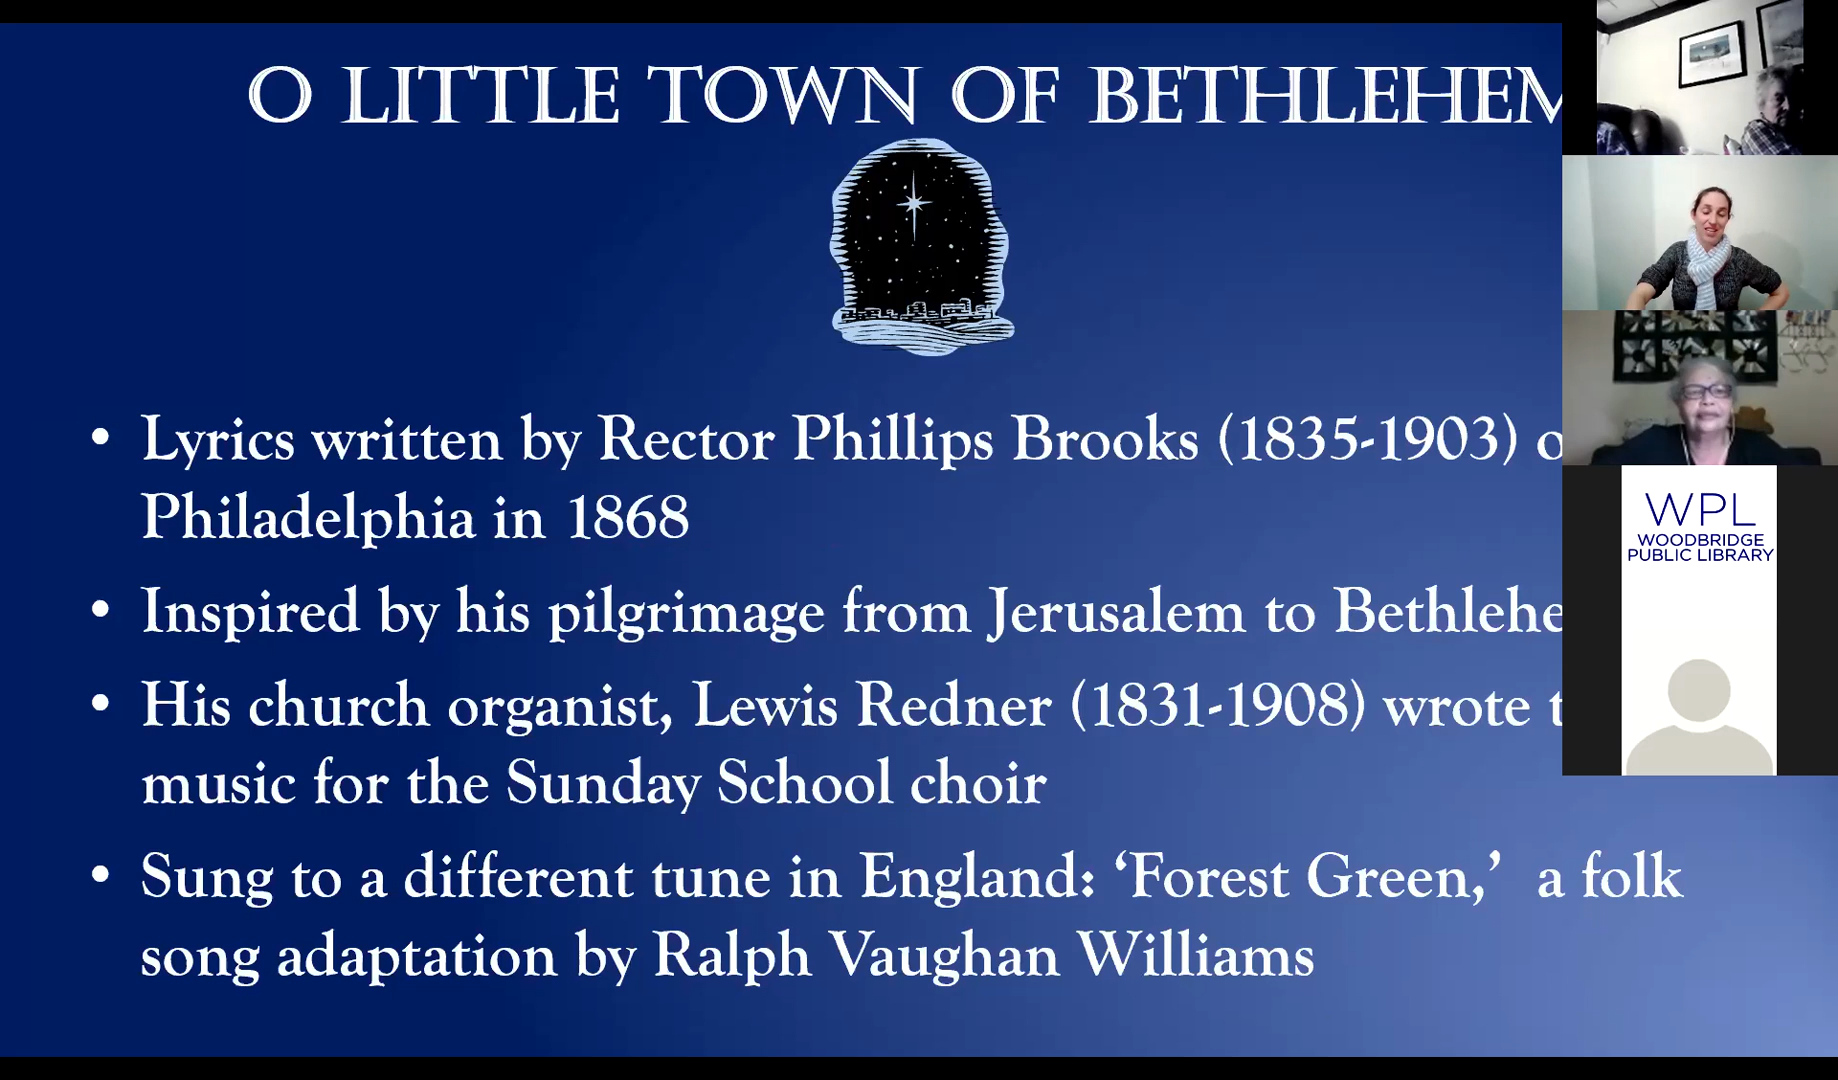 O LITTLE TOWN OF BETHLEHEM
• Lyrics written by Rector Phillips Brooks (1835-1903) o
Philadelphia in 1868
• Inspired by his pilgrimage from Jerusalem to Bethlehe
• His church organist, Lewis Redner (1831-1908) wrote t
music for the Sunday School choir
• Sung to a different tune in England: ‘Forest Green,’ a folk
song adaptation by Ralph Vaughan Williams
WPL
WOODBRIDGE
PUBLIC LIBRARY